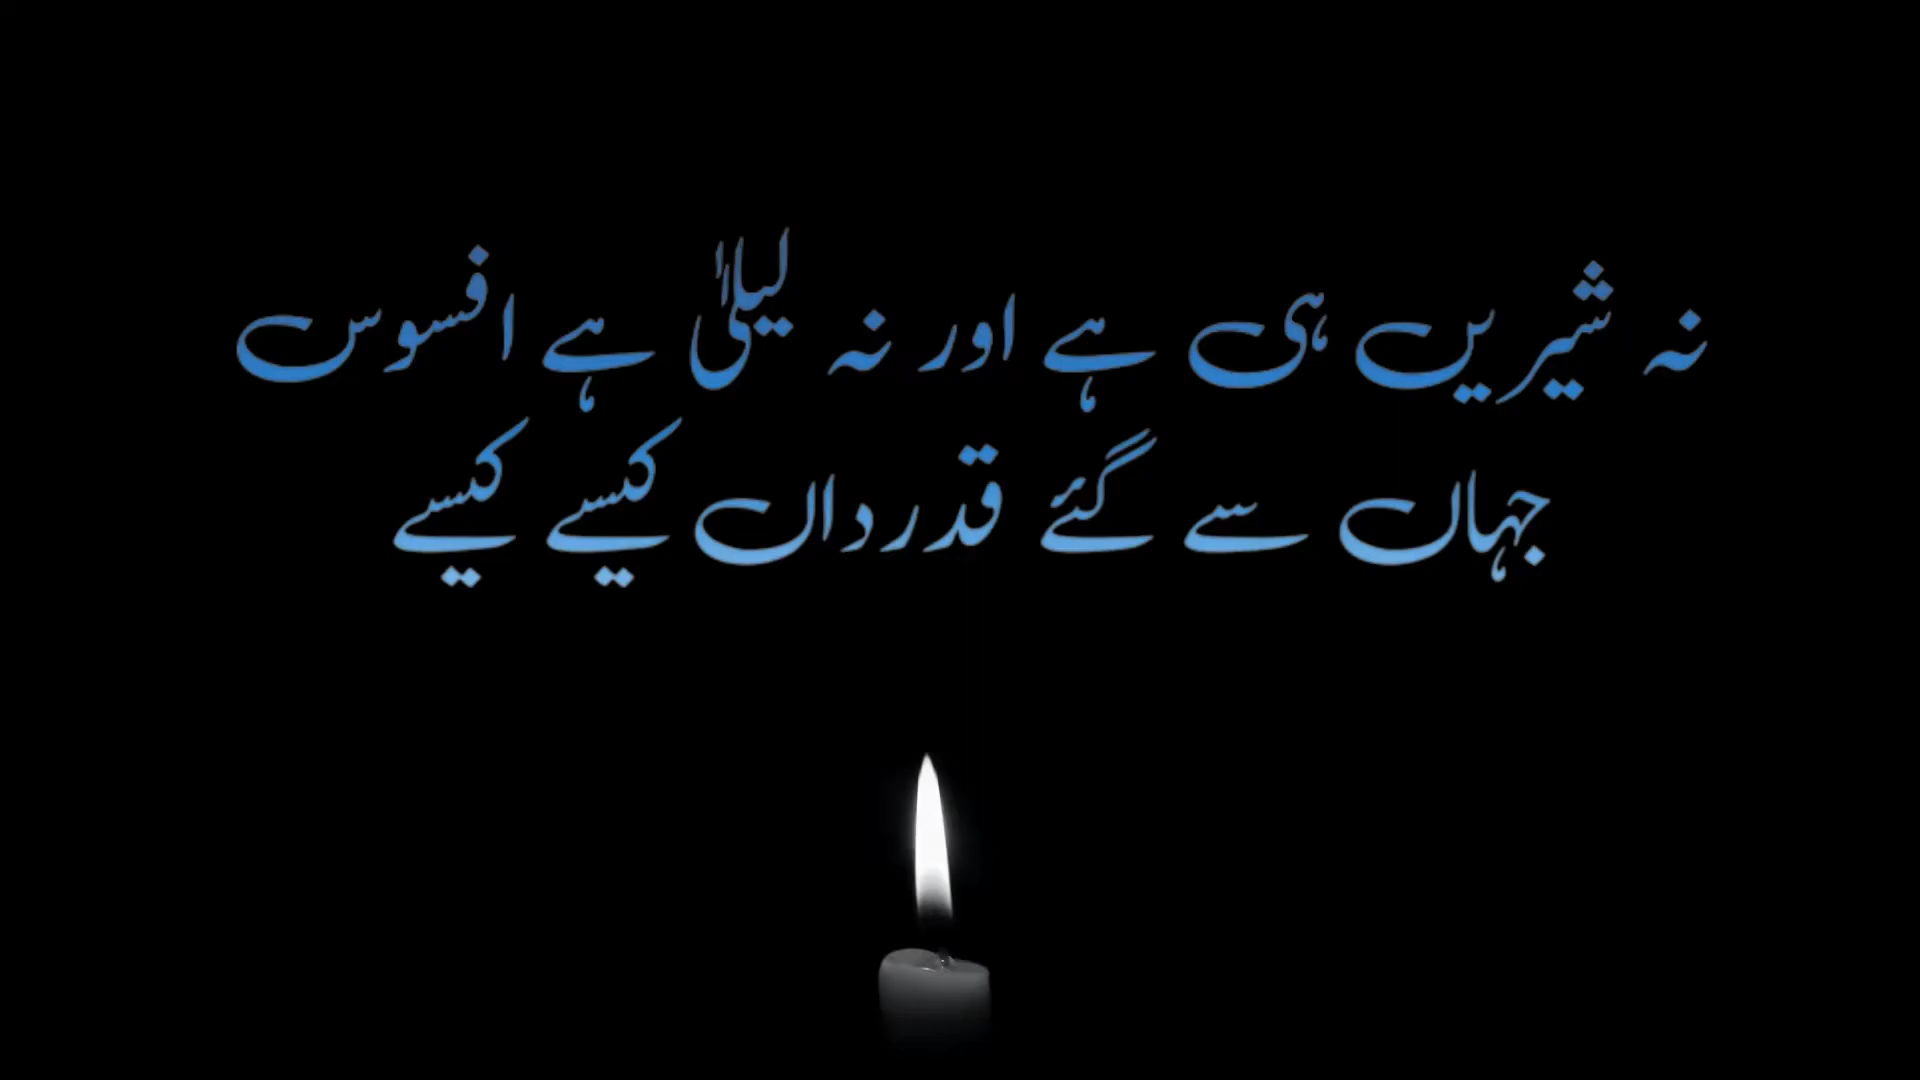 نہ شیریں ہی ہے اور نہ لیلیٰ ہے افسوس
جہاں سے گئے قدرداں کیسے کیسے